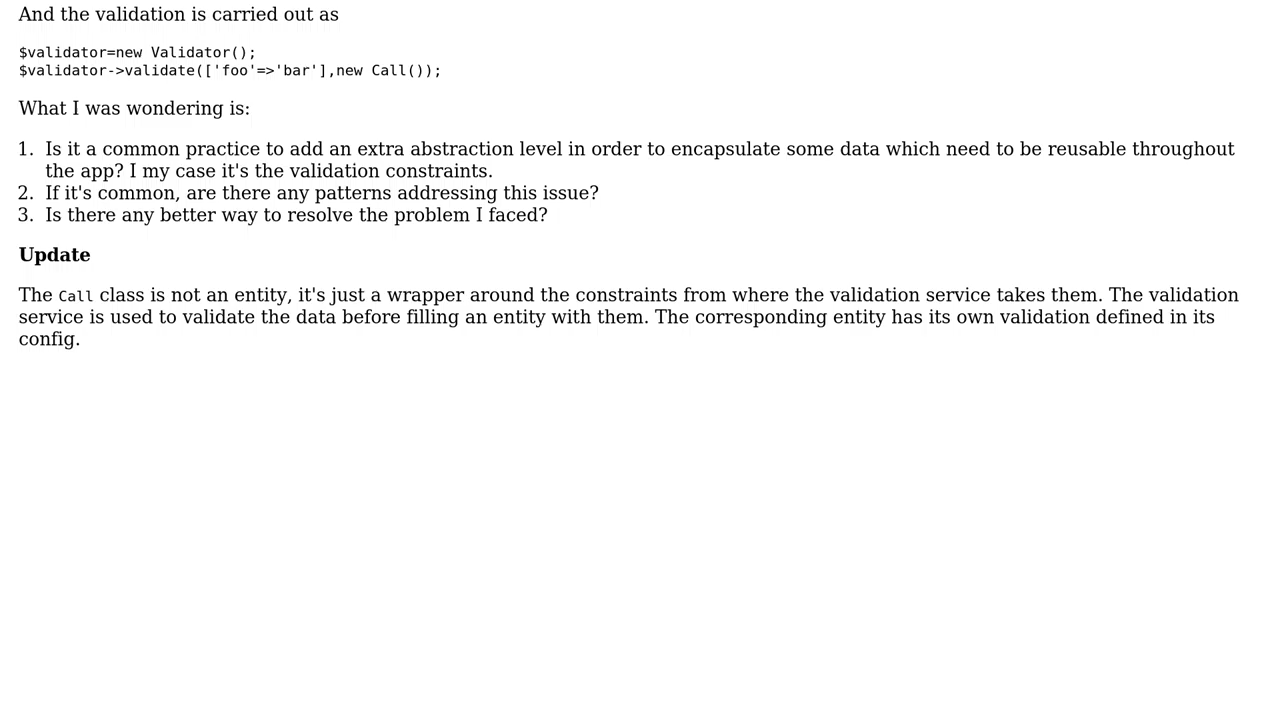 And the validation is carried out as
$validator=new Validator();
$validator->validate(['foo'=>'bar'],new Call());
What I was wondering is:
1. Is it a common practice to add an extra abstraction level in order to encapsulate some data which need to be reusable throughout
the app? I my case it's the validation constraints.
2. If it's common, are there any patterns addressing this issue?
3. Is there any better way to resolve the problem I faced?
Update
The Call class is not an entity, it's just a wrapper around the constraints from where the validation service takes them. The validation
service is used to validate the data before filling an entity with them. The corresponding entity has its own validation defined in its
config.